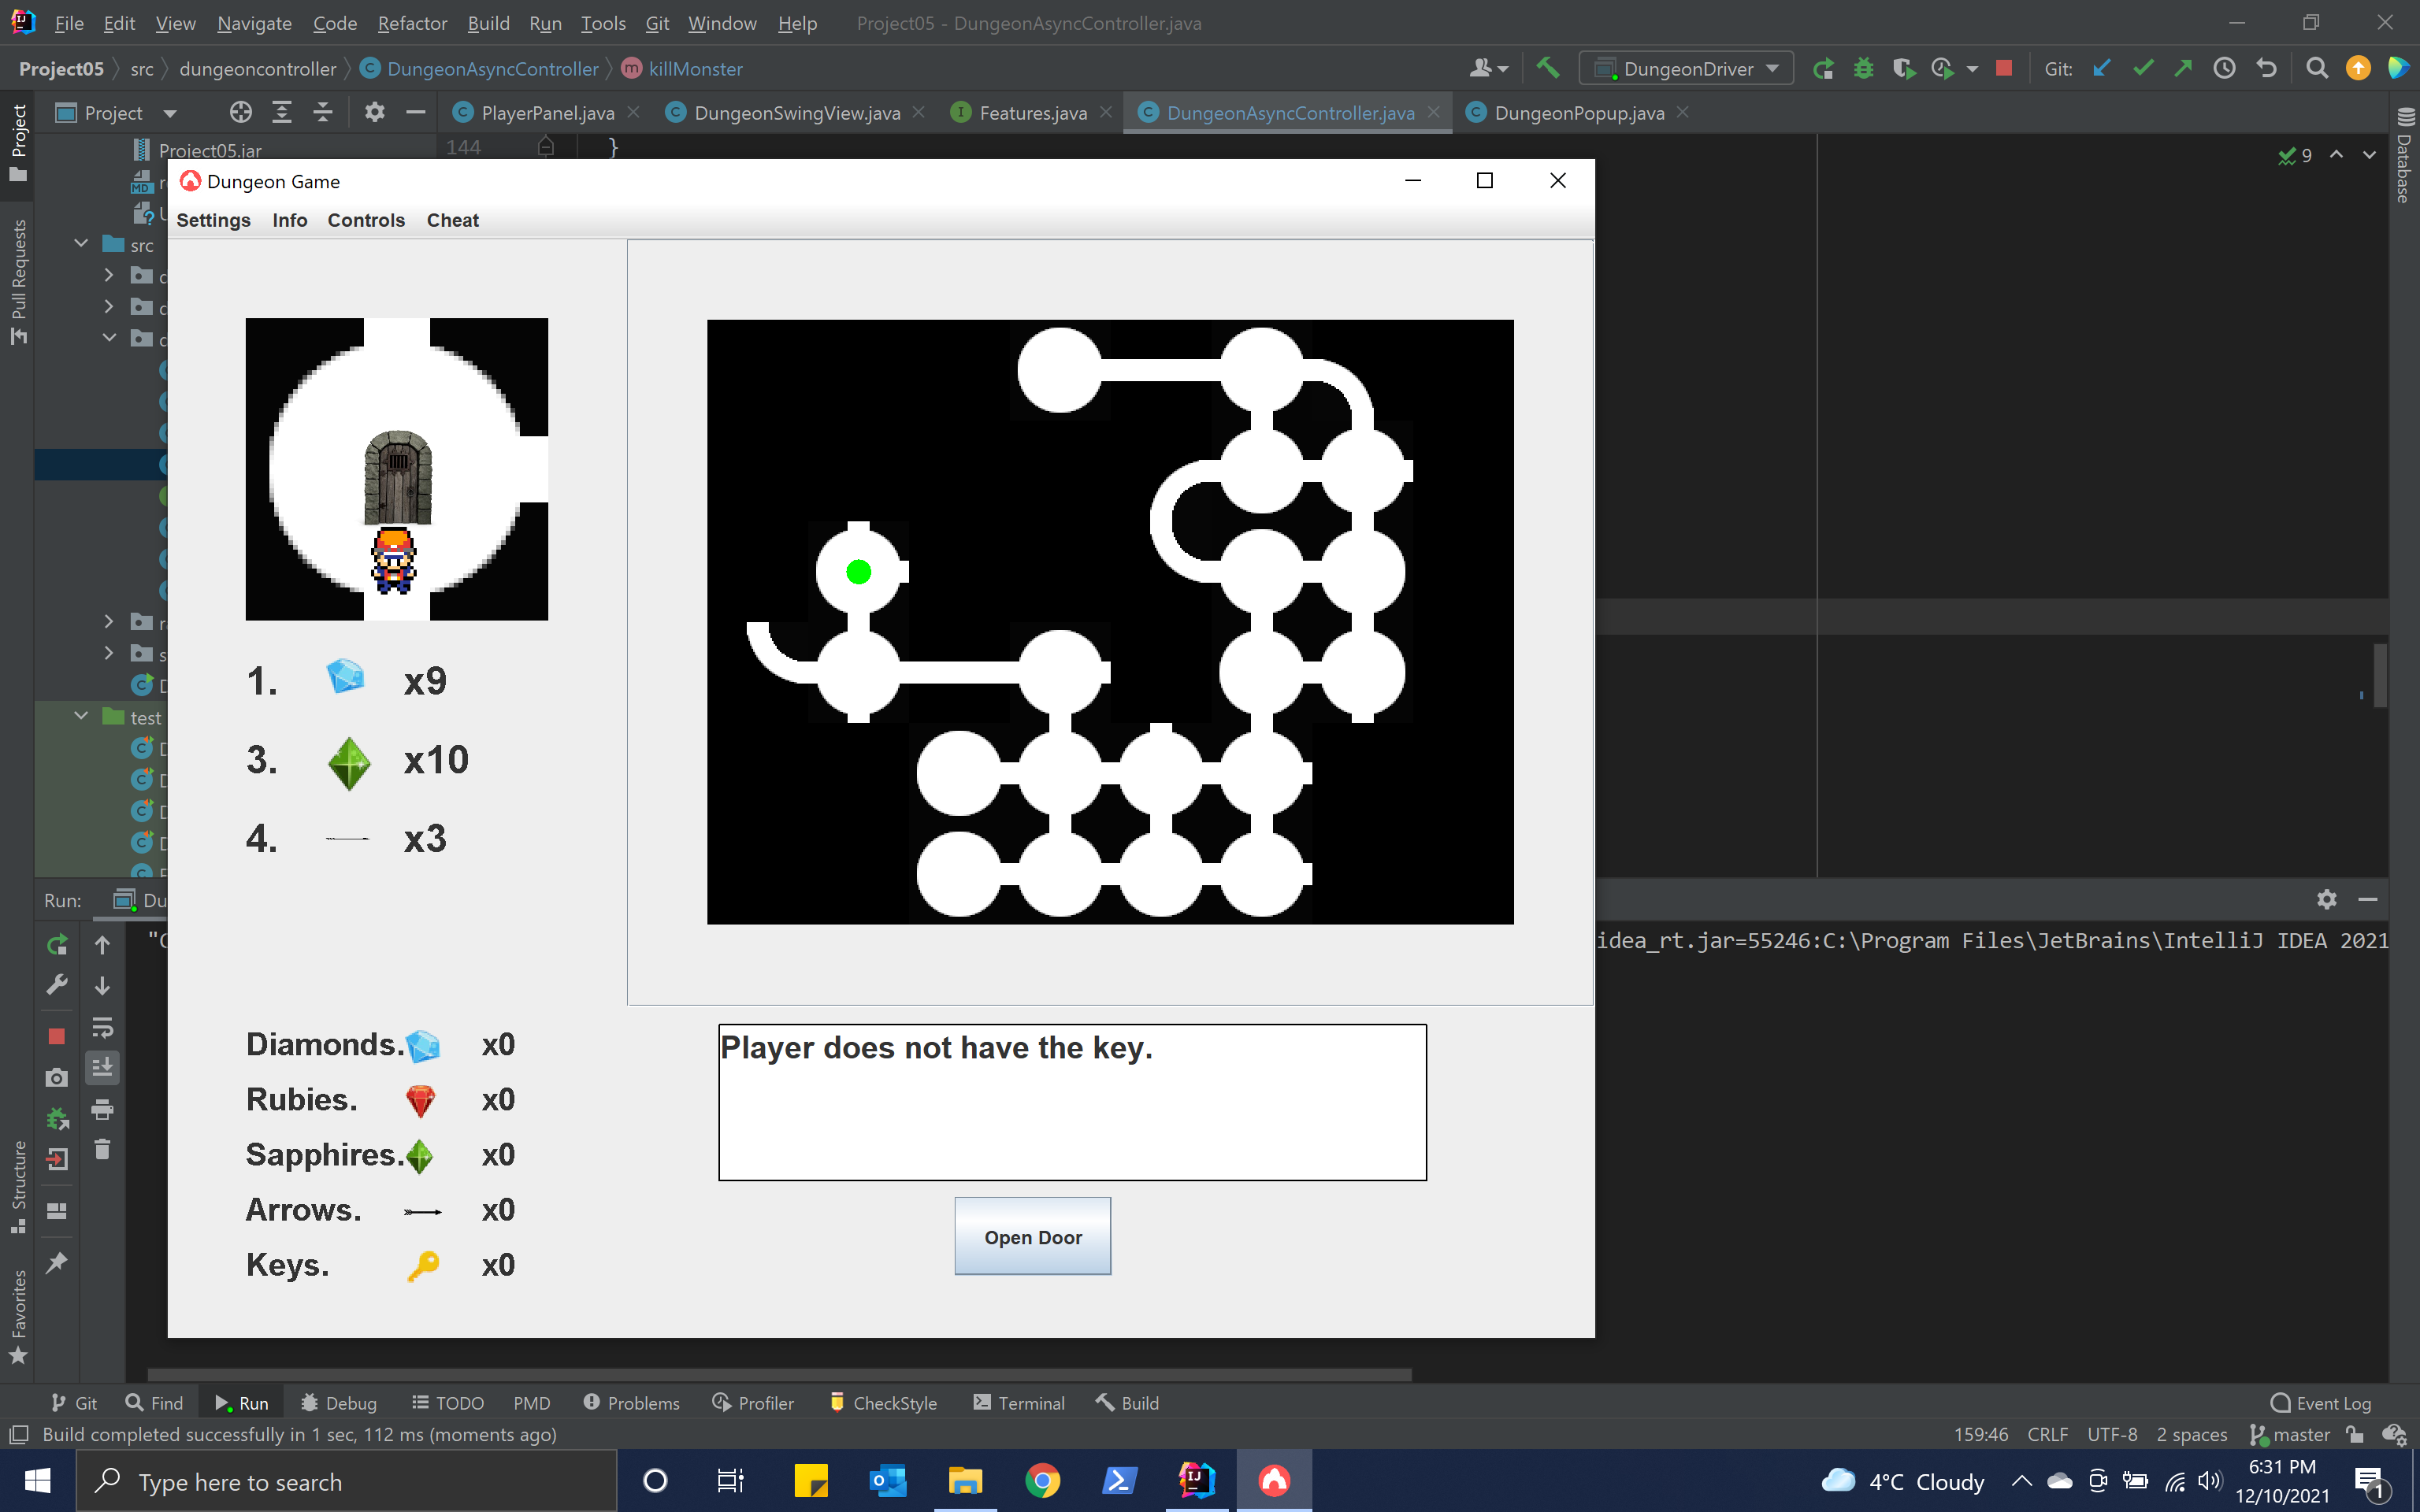 File Edit View Navigate Code Refactor Build Run Tools Git Window Help Project05 - DungeonAsyncController.java
Project05 src dungeoncontroller DungeonAsyncController killMonster DungeonDriver Git:
Project PlayerPanel.java DungeonSwingView.java Features.java DungeonAsyncController.java DungeonPopup.java
Project
Pull Requests
Structure
Favorites
Database
Project05.jar
144 }
9
src
test
Dungeon Game
Settings Info Controls Cheat
1. x9
3. x10
4. x3
Diamonds. x0
Rubies. x0
Sapphires. x0
Arrows. x0
Keys. x0
Player does not have the key.
Open Door
Run: Du
"C
idea_rt.jar=55246:C:\Program Files\JetBrains\IntelliJ IDEA 2021
Git Find Run Debug TODO PMD Problems Profiler CheckStyle Terminal Build Event Log
Build completed successfully in 1 sec, 112 ms (moments ago) 159:46 CRLF UTF-8 2 spaces master
Type here to search
4°C Cloudy
6:31 PM
12/10/2021
1